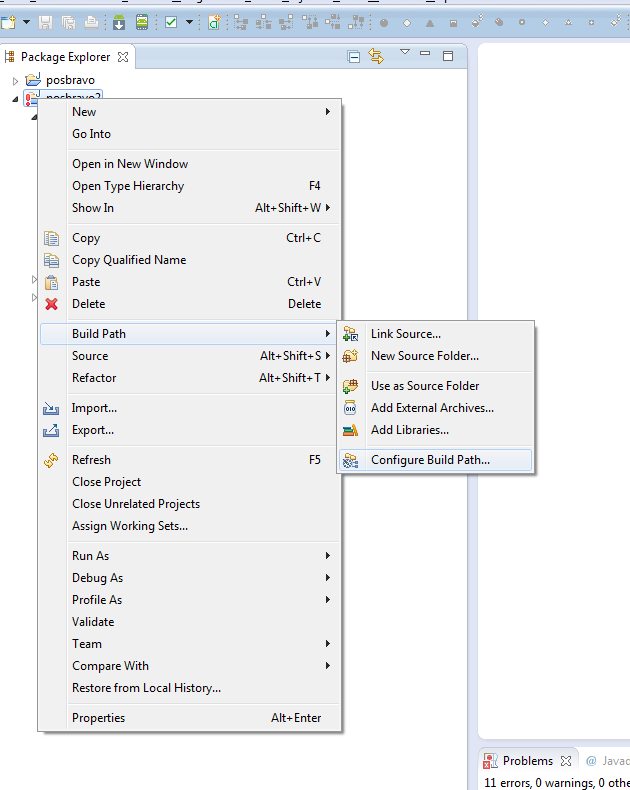 Package Explorer
posbravo
posbravo2
New
Go Into
Open in New Window
Open Type Hierarchy F4
Show In Alt+Shift+W
Copy Ctrl+C
Copy Qualified Name
Paste Ctrl+V
Delete Delete
Build Path
Source Alt+Shift+S
Refactor Alt+Shift+T
Import...
Export...
Refresh F5
Close Project
Close Unrelated Projects
Assign Working Sets...
Run As
Debug As
Profile As
Validate
Team
Compare With
Restore from Local History...
Properties Alt+Enter
Link Source...
New Source Folder...
Use as Source Folder
Add External Archives...
Add Libraries...
Configure Build Path...
Problems @ Javad
11 errors, 0 warnings, 0 othe